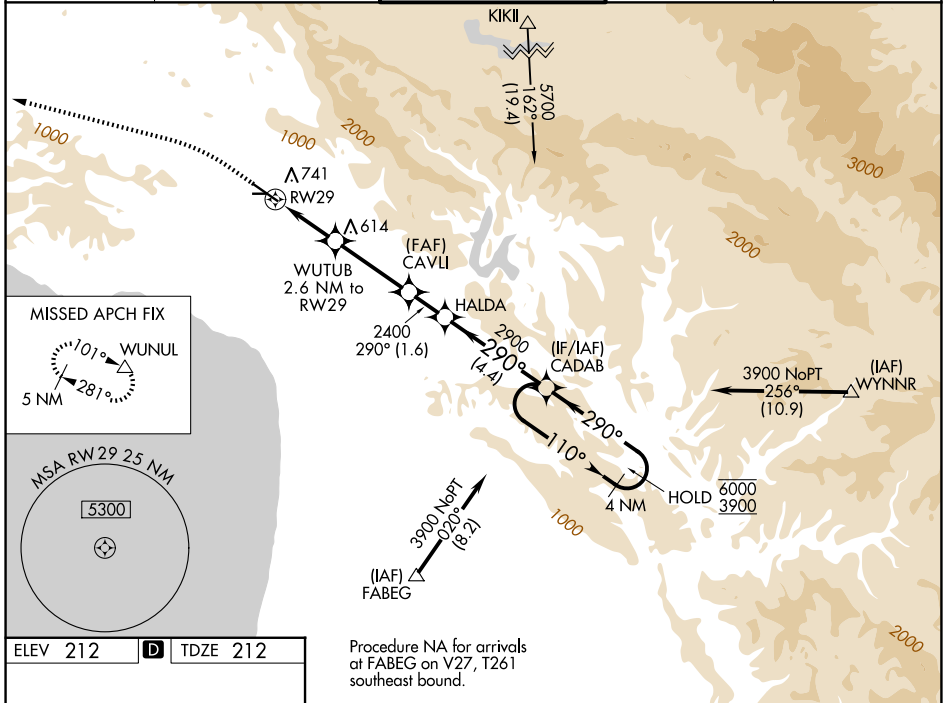 KIKII
5700
162°
(19.4)
1000
1000
2000
3000
2000
741
RW29
614
WUTUB
2.6 NM to
RW29
(FAF)
CAVLI
HALDA
2400
290° (1.6)
2900
290°
(4.4)
(IF/IAF)
CADAB
290°
110°
4 NM
HOLD
6000
3900
3900 NoPT
256°
(10.9)
(IAF)
WYNNR
MISSED APCH FIX
101°
WUNUL
281°
5 NM
MSA RW29 25 NM
5300
3900 NoPT
020°
(8.2)
(IAF)
FABEG
1000
2000
ELEV 212 D TDZE 212
Procedure NA for arrivals
at FABEG on V27, T261
southeast bound.